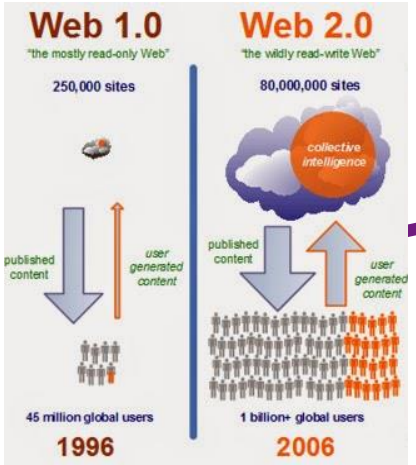 Web 1.0
"the mostly read-only Web"
250,000 sites
published
content
user
generated
content
45 million global users
1996
Web 2.0
"the wildly read-write Web"
80,000,000 sites
collective
intelligence
published
content
user
generated
content
1 billion+ global users
2006